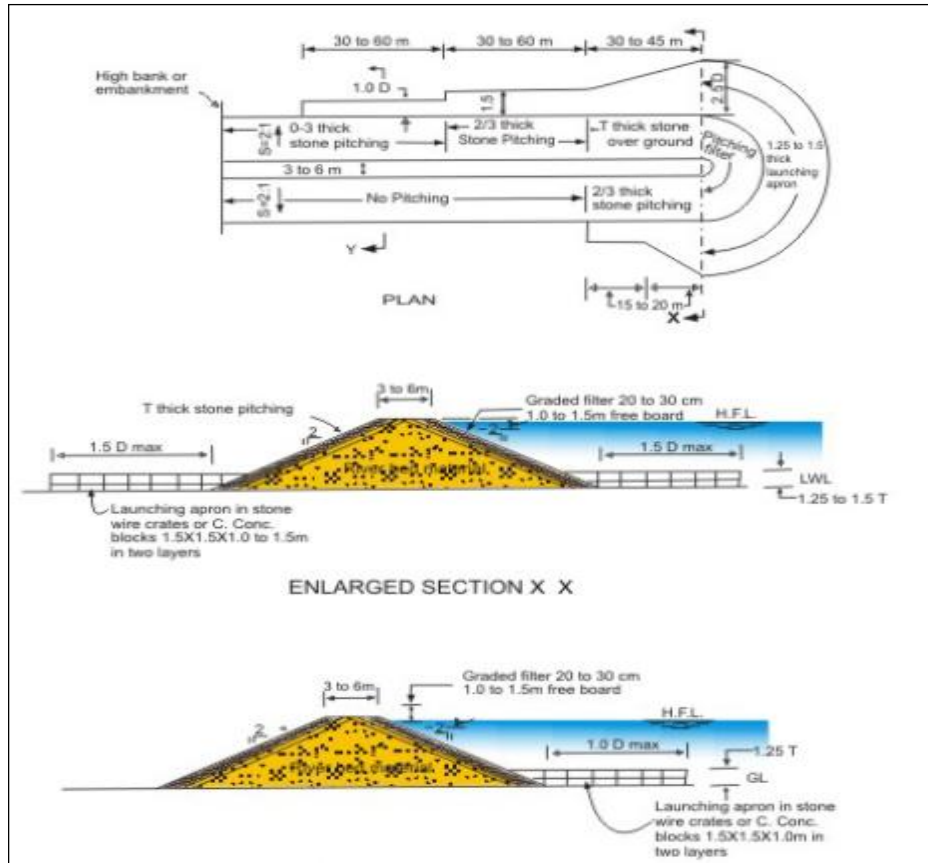 30 to 60 m
30 to 60 m
30 to 45 m
High bank or
embankment
1.0 D
1.5
2.5 D
S=2:1
0-3 thick
stone pitching
2/3 thick
Stone Pitching
T thick stone
over ground
Pitching
filter
1.25 to 1.5
thick
launching
apron
3 to 6 m
S=2:1
No Pitching
2/3 thick
stone pitching
Y
15 to 20 m
PLAN
X
3 to 6m
T thick stone pitching
Graded filter 20 to 30 cm
1.0 to 1.5m free board
H.F.L.
2
2
1.5 D max
1.5 D max
River bed material
LWL
1.25 to 1.5 T
Launching apron in stone
wire crates or C. Conc.
blocks 1.5X1.5X1.0 to 1.5m
in two layers
ENLARGED SECTION X X
3 to 6m
Graded filter 20 to 30 cm
1.0 to 1.5m free board
H.F.L.
2
2
1.0 D max
1.25 T
River bed material
GL
Launching apron in stone
wire crates or C. Conc.
blocks 1.5X1.5X1.0m in
two layers